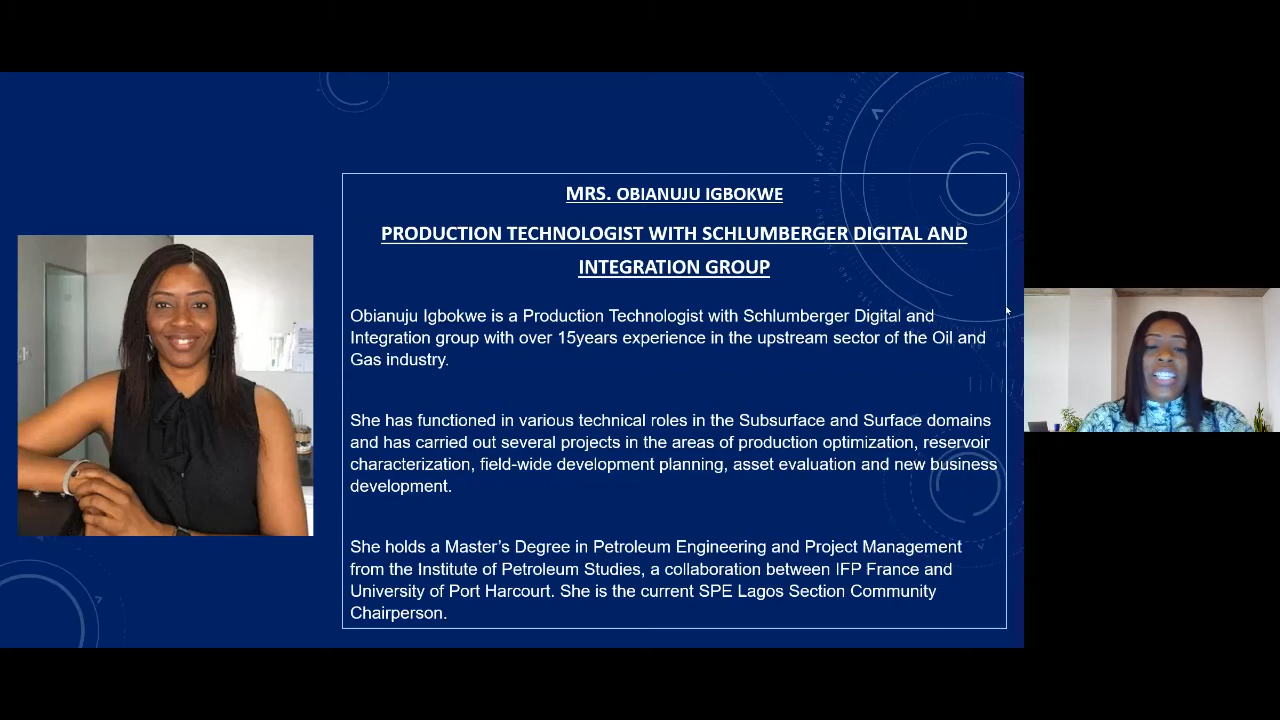 MRS. OBIANUJU IGBOKWE
PRODUCTION TECHNOLOGIST WITH SCHLUMBERGER DIGITAL AND
INTEGRATION GROUP
Obianuju Igbokwe is a Production Technologist with Schlumberger Digital and
Integration group with over 15years experience in the upstream sector of the Oil and
Gas industry.
She has functioned in various technical roles in the Subsurface and Surface domains
and has carried out several projects in the areas of production optimization, reservoir
characterization, field-wide development planning, asset evaluation and new business
development.
She holds a Master’s Degree in Petroleum Engineering and Project Management
from the Institute of Petroleum Studies, a collaboration between IFP France and
University of Port Harcourt. She is the current SPE Lagos Section Community
Chairperson.